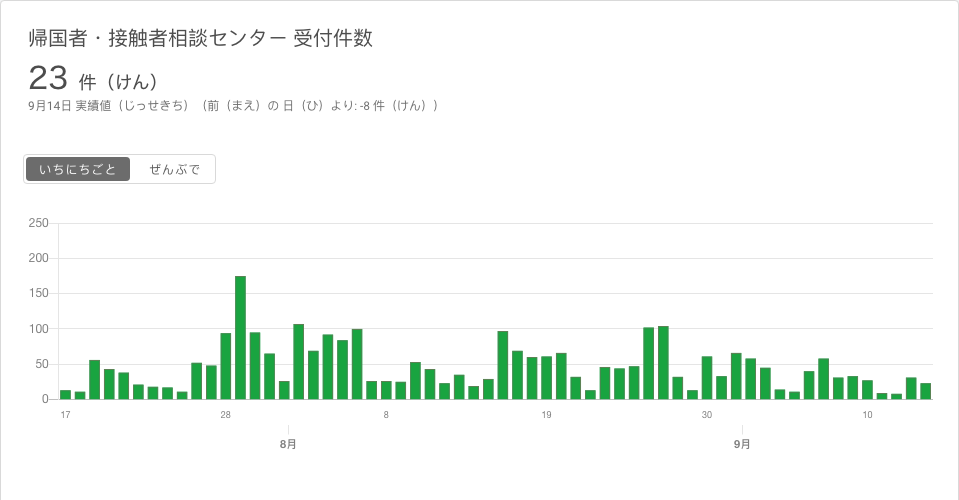 帰国者・接触者相談センター 受付件数
23 件（けん）
9月14日 実績値（じっせきち）（前（まえ）の 日（ひ）より: -8 件（けん））
いちにちごと ぜんぶで
250
200
150
100
50
0
17 28 8 19 30 10
8月 9月